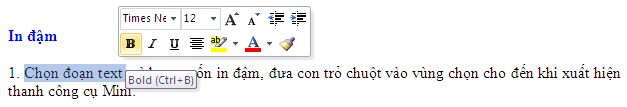 Times Ne 12 A A
In đậm
B I U ab A
1. Chọn đoạn text ốn in đậm, đưa con trỏ chuột vào vùng chọn cho đến khi xuất hiện
Bold (Ctrl+B)
thanh công cụ Mini.